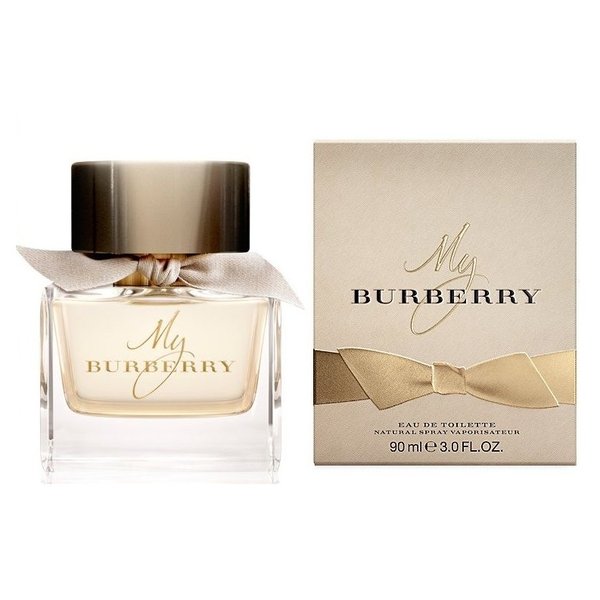 My
BURBERRY
My
BURBERRY
EAU DE TOILETTE
NATURAL SPRAY VAPORISATEUR
90 ml e 3.0 FL.OZ.